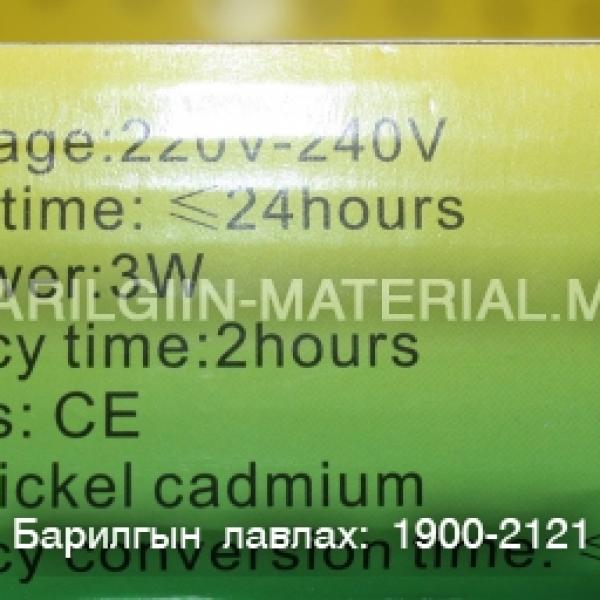 age:220V-240V
time: ≤24hours
wer:3W
ARILGIIN-MATERIAL.M
cy time:2hours
s: CE
ickel cadmium
Барилгын лавлах: 1900-2121
cy conversion time: ≤